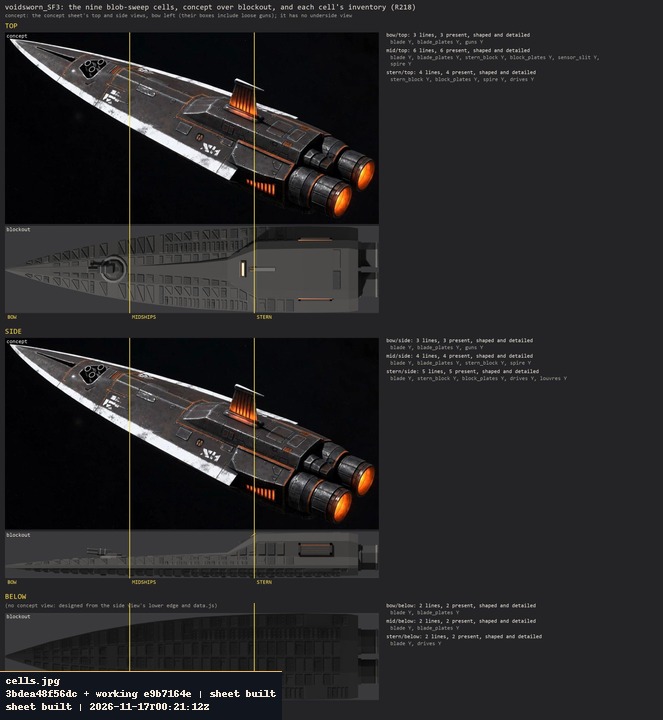 voidsworn_SF3: the nine blob-sweep cells, concept over blockout, and each cell's inventory (R218)
concept: the concept sheet's top and side views, bow left (their boxes include loose guns); it has no underside view
TOP
concept
bow/top: 3 lines, 3 present, shaped and detailed
blade Y, blade_plates Y, guns Y
mid/top: 6 lines, 6 present, shaped and detailed
blade Y, blade_plates Y, stern_block Y, block_plates Y, sensor_slit Y,
spire Y
stern/top: 4 lines, 4 present, shaped and detailed
stern_block Y, block_plates Y, spire Y, drives Y
blockout
BOW
MIDSHIPS
STERN
SIDE
concept
bow/side: 3 lines, 3 present, shaped and detailed
blade Y, blade_plates Y, guns Y
mid/side: 4 lines, 4 present, shaped and detailed
blade Y, blade_plates Y, stern_block Y, spire Y
stern/side: 5 lines, 5 present, shaped and detailed
blade Y, stern_block Y, block_plates Y, drives Y, louvres Y
blockout
BOW
MIDSHIPS
STERN
BELOW
(no concept view: designed from the side view's lower edge and data.js)
blockout
bow/below: 2 lines, 2 present, shaped and detailed
blade Y, blade_plates Y
mid/below: 2 lines, 2 present, shaped and detailed
blade Y, blade_plates Y
stern/below: 2 lines, 2 present, shaped and detailed
blade Y, drives Y
cells.jpg
3bdea48f56dc + working e9b7164e | sheet built
sheet built | 2026-11-17T00:21:12Z